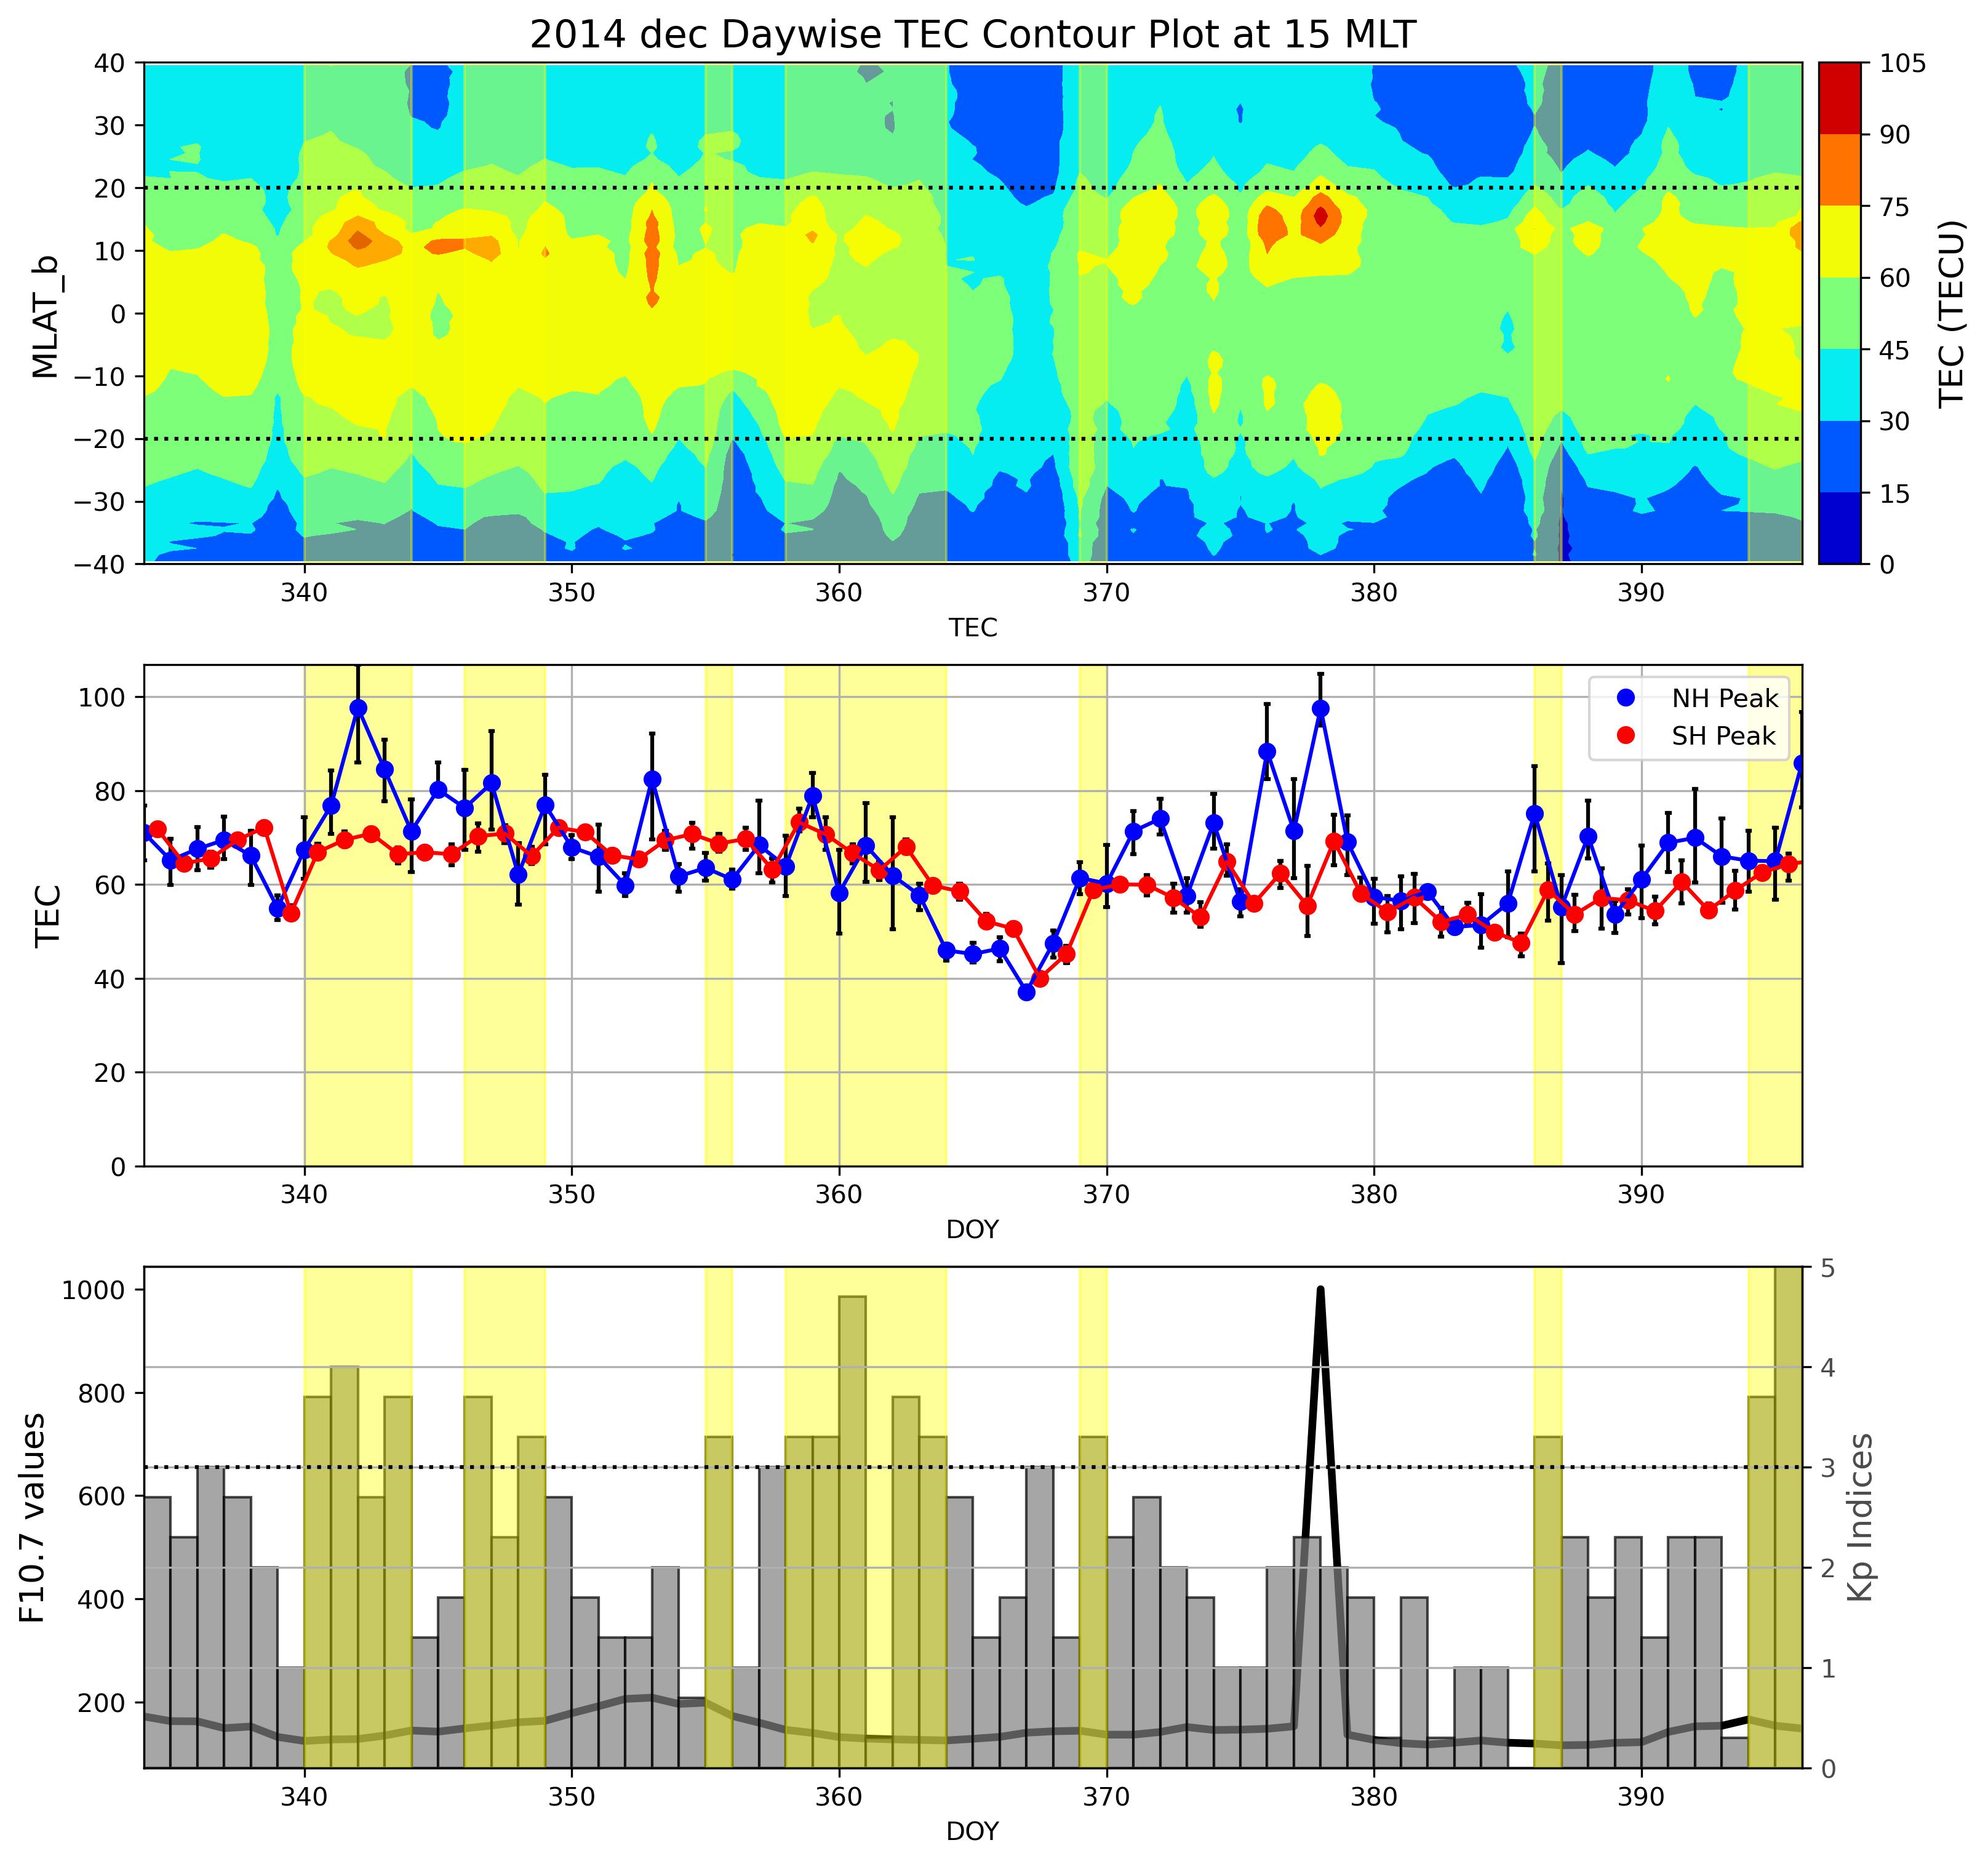 2014 dec Daywise TEC Contour Plot at 15 MLT
40
30
20
10
0
−10
−20
−30
−40
MLAT_b
340 350 360 370 380 390
TEC
105
90
75
60
45
30
15
0
TEC (TECU)
100
80
60
40
20
0
TEC
NH Peak
SH Peak
340 350 360 370 380 390
DOY
1000
800
600
400
200
F10.7 values
5
4
3
2
1
0
Kp Indices
340 350 360 370 380 390
DOY